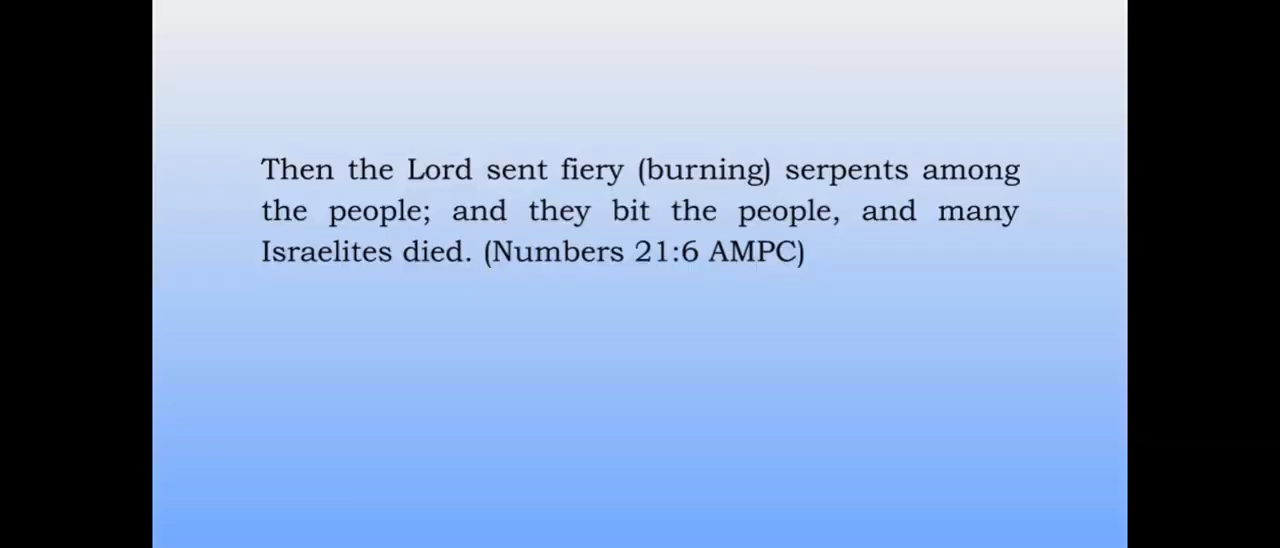 Then the Lord sent fiery (burning) serpents among
the people; and they bit the people, and many
Israelites died. (Numbers 21:6 AMPC)